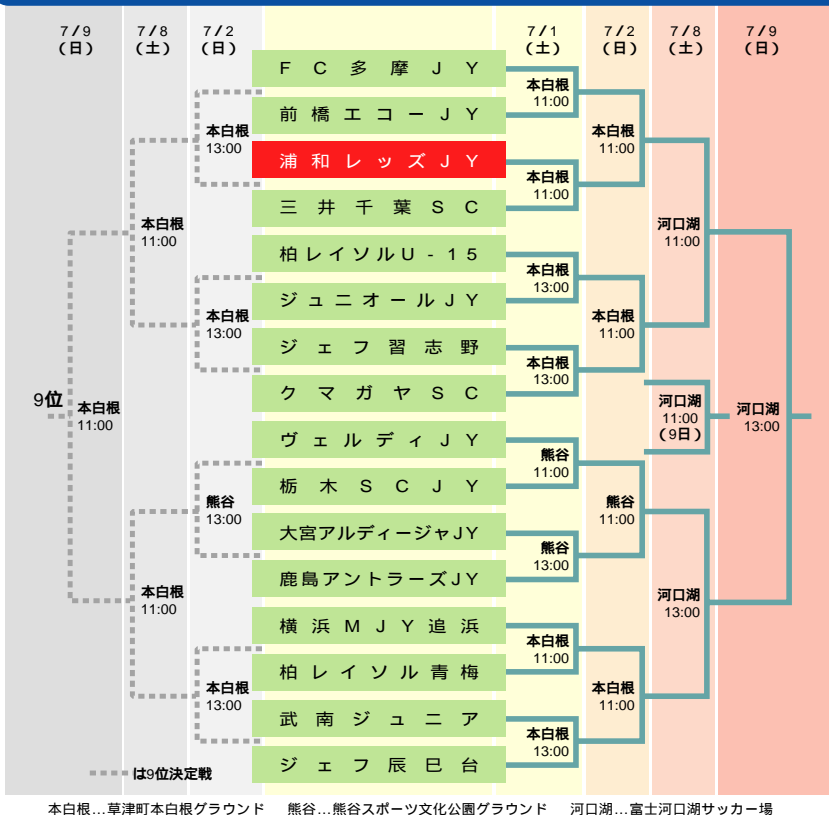 7/9 7/8 7/2 7/1 7/2 7/8 7/9
(日) (土) (日) (土) (日) (土) (日)
FC多摩JY
前橋エコーJY
浦和レッズJY
三井千葉SC
柏レイソルU-15
ジュニオールJY
ジェフ習志野
クマガヤSC
ヴェルディJY
栃木SCJY
大宮アルディージャJY
鹿島アントラーズJY
横浜MJY追浜
柏レイソル青梅
武南ジュニア
ジェフ辰巳台
本白根
11:00
本白根
11:00
本白根
13:00
本白根
13:00
熊谷
11:00
熊谷
13:00
本白根
11:00
本白根
13:00
本白根
11:00
本白根
11:00
熊谷
11:00
本白根
11:00
河口湖
11:00
河口湖
11:00
(9日)
河口湖
13:00
河口湖
13:00
本白根
13:00
本白根
13:00
熊谷
13:00
本白根
13:00
本白根
11:00
本白根
11:00
9位
本白根
11:00
は9位決定戦
本白根…草津町本白根グラウンド 熊谷…熊谷スポーツ文化公園グラウンド 河口湖…富士河口湖サッカー場